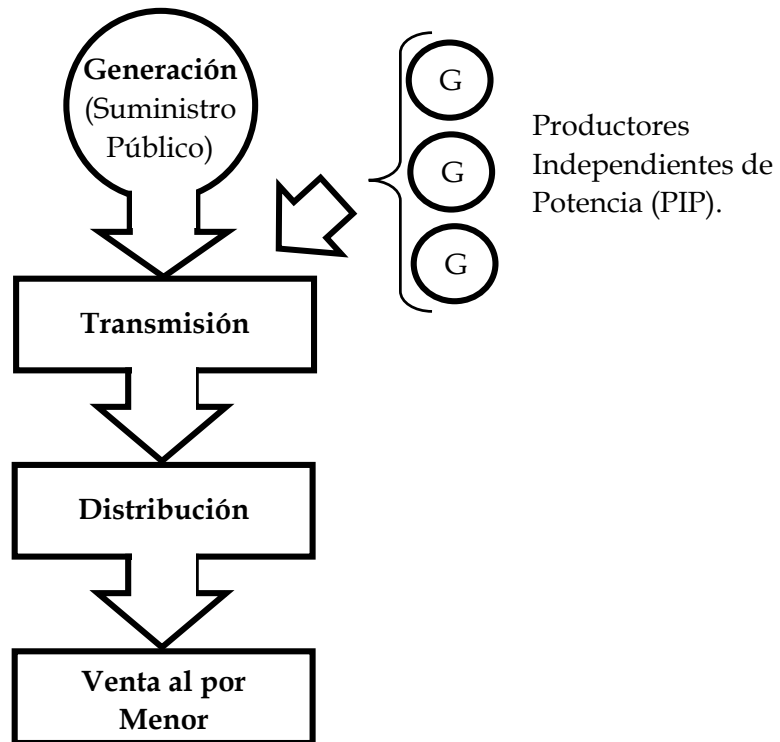 Generación
(Suministro
Público)
G
G
G
Productores
Independientes de
Potencia (PIP).
Transmisión
Distribución
Venta al por
Menor